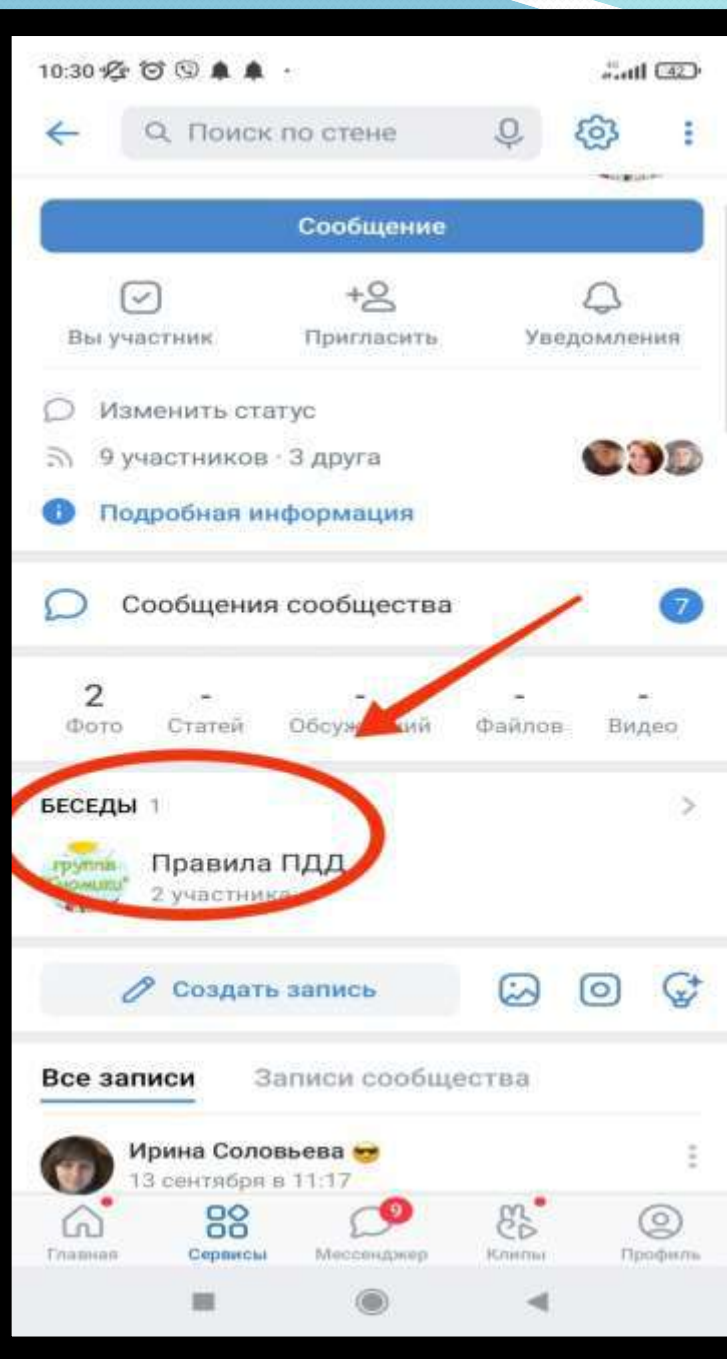 10:30
4G 42
Поиск по стене
Сообщение
Вы участник Пригласить Уведомления
Изменить статус
9 участников · 3 друга
Подробная информация
Сообщения сообщества 7
2 - - - -
Фото Статей Файлов Видео
БЕСЕДЫ 1
группа
Правила ПДД
2 участника
Создать запись
Все записи Записи сообщества
Ирина Соловьева 😎
13 сентября в 11:17
9
Главная Сервисы Мессенджер Клипы Профиль